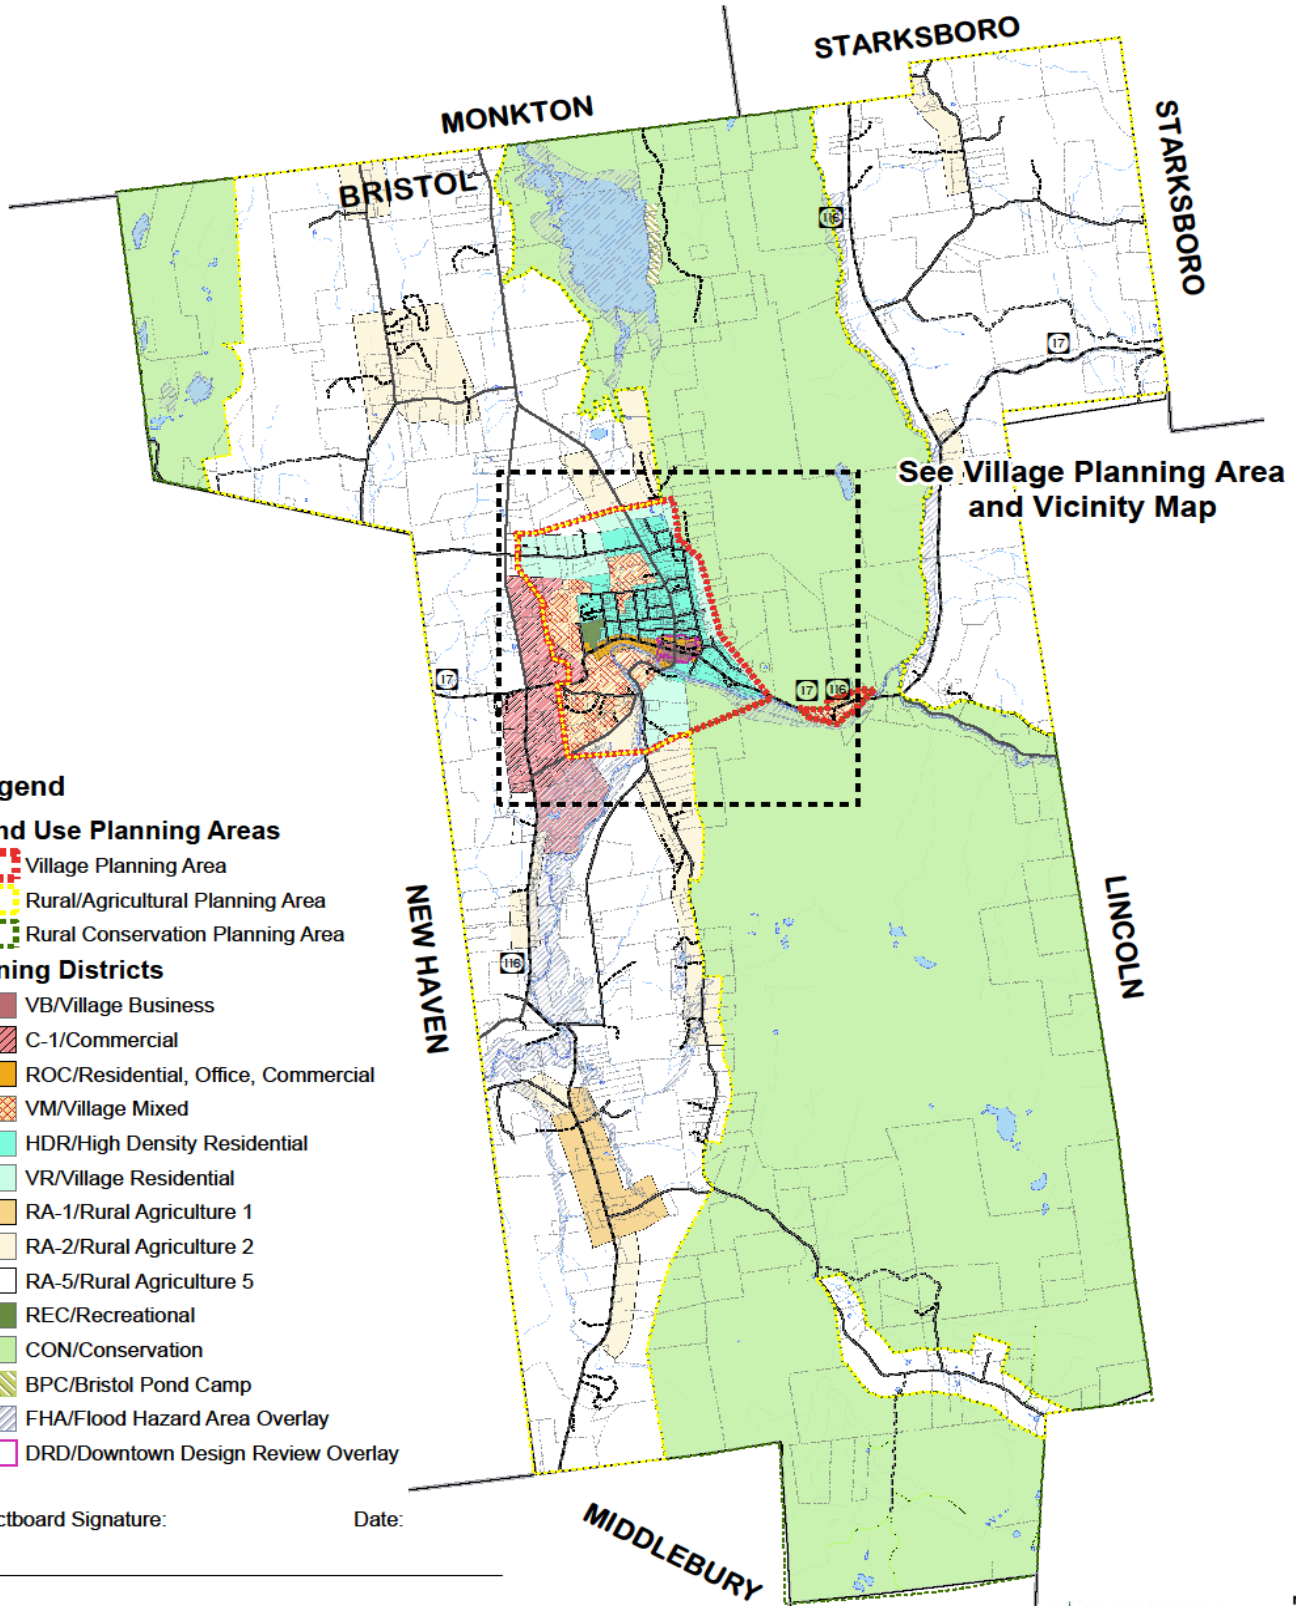 STARKSBORO
MONKTON
STARKSBORO
BRISTOL
116
17
See Village Planning Area
and Vicinity Map
17
17
116
gend
nd Use Planning Areas
Village Planning Area
Rural/Agricultural Planning Area
Rural Conservation Planning Area
ning Districts
VB/Village Business
C-1/Commercial
ROC/Residential, Office, Commercial
VM/Village Mixed
HDR/High Density Residential
VR/Village Residential
RA-1/Rural Agriculture 1
RA-2/Rural Agriculture 2
RA-5/Rural Agriculture 5
REC/Recreational
CON/Conservation
BPC/Bristol Pond Camp
FHA/Flood Hazard Area Overlay
DRD/Downtown Design Review Overlay
NEW HAVEN
LINCOLN
116
ctboard Signature: Date:
MIDDLEBURY